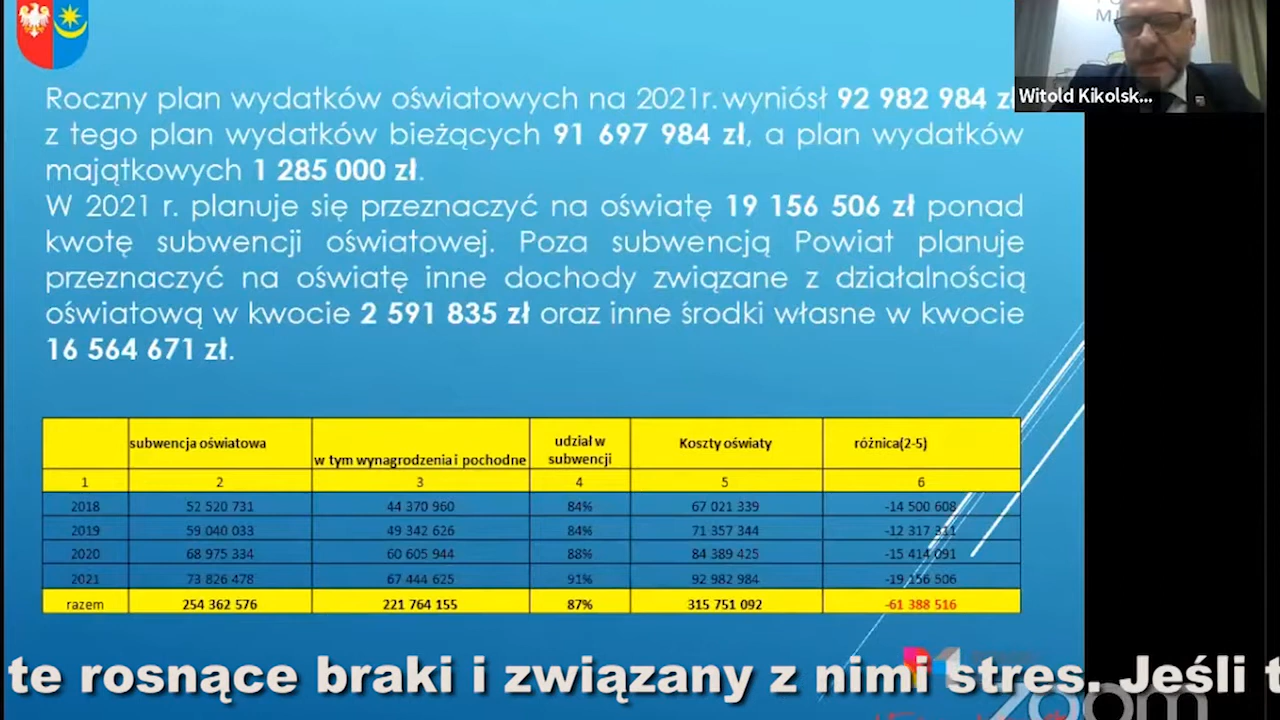 Roczny plan wydatków oświatowych na 2021r. wyniósł 92 982 984 zł
z tego plan wydatków bieżących 91 697 984 zł, a plan wydatków
majątkowych 1 285 000 zł.
W 2021 r. planuje się przeznaczyć na oświatę 19 156 506 zł ponad
kwotę subwencji oświatowej. Poza subwencją Powiat planuje
przeznaczyć na oświatę inne dochody związane z działalnością
oświatową w kwocie 2 591 835 zł oraz inne środki własne w kwocie
16 564 671 zł.
Witold Kikolsk...
subwencja oświatowa w tym wynagrodzenia i pochodne udział w subwencji Koszty oświaty różnica(2-5)
1 2 3 4 5 6
2018 52 520 731 44 370 960 84% 67 021 339 -14 500 608
2019 59 040 033 49 342 626 84% 71 357 344 -12 317 311
2020 68 975 334 60 605 944 88% 84 389 425 -15 414 091
2021 73 826 478 67 444 625 91% 92 982 984 -19 156 506
razem 254 362 576 221 764 155 87% 315 751 092 -61 388 516
te rosnące braki i związany z nimi stres. Jeśli t
zoom